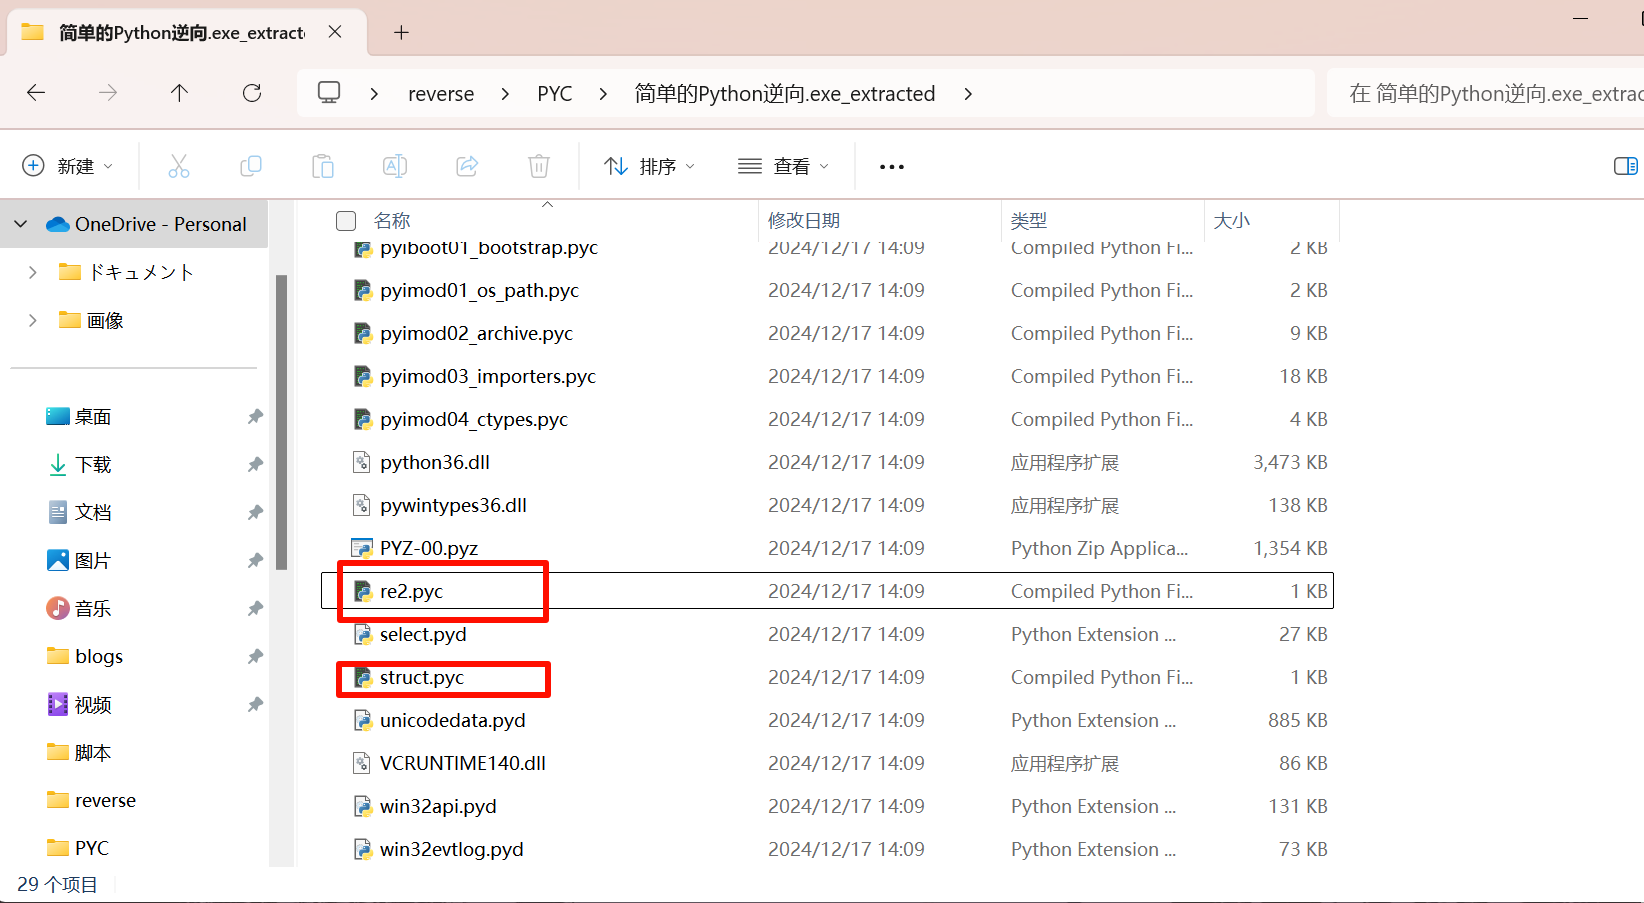 简单的Python逆向.exe_extract
reverse PYC 简单的Python逆向.exe_extracted 在 简单的Python逆向.exe_extrac
新建 排序 查看
OneDrive - Personal
ドキュメント
画像
桌面
下载
文档
图片
音乐
blogs
视频
脚本
reverse
PYC
名称 修改日期 类型 大小
pyiboot01_bootstrap.pyc 2024/12/17 14:09 Compiled Python Fi... 2 KB
pyimod01_os_path.pyc 2024/12/17 14:09 Compiled Python Fi... 2 KB
pyimod02_archive.pyc 2024/12/17 14:09 Compiled Python Fi... 9 KB
pyimod03_importers.pyc 2024/12/17 14:09 Compiled Python Fi... 18 KB
pyimod04_ctypes.pyc 2024/12/17 14:09 Compiled Python Fi... 4 KB
python36.dll 2024/12/17 14:09 应用程序扩展 3,473 KB
pywintypes36.dll 2024/12/17 14:09 应用程序扩展 138 KB
PYZ-00.pyz 2024/12/17 14:09 Python Zip Applica... 1,354 KB
re2.pyc 2024/12/17 14:09 Compiled Python Fi... 1 KB
select.pyd 2024/12/17 14:09 Python Extension ... 27 KB
struct.pyc 2024/12/17 14:09 Compiled Python Fi... 1 KB
unicodedata.pyd 2024/12/17 14:09 Python Extension ... 885 KB
VCRUNTIME140.dll 2024/12/17 14:09 应用程序扩展 86 KB
win32api.pyd 2024/12/17 14:09 Python Extension ... 131 KB
win32evtlog.pyd 2024/12/17 14:09 Python Extension ... 73 KB
29 个项目